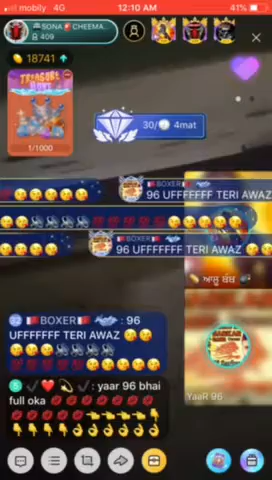 mobily 4G 12:10 AM 41%
SONA🚨CHEEMA...
409
18741
TREASURE HUNT
1/1000
30/ 4mat
🇧🇭BOXER🇧🇭
96 UFFFFFFF TERI AWAZ
🇧🇭BOXER🇧🇭
96 UFFFFFFF TERI AWAZ
ਆਜੂ ਬੰਬ
32 🇧🇭BOXER🇧🇭 : 96
UFFFFFFF TERI AWAZ 😘😘
😘😘💯💯💯💯💯💯😘😘😘😘
YaaR 96
✔❤💫✔ : yaar 96 bhai
full oka 💋💋💋💋💋💋💋
💋💋💋💋💋👈👈👈👇
👇👇👇👇👌👌👌👌👌